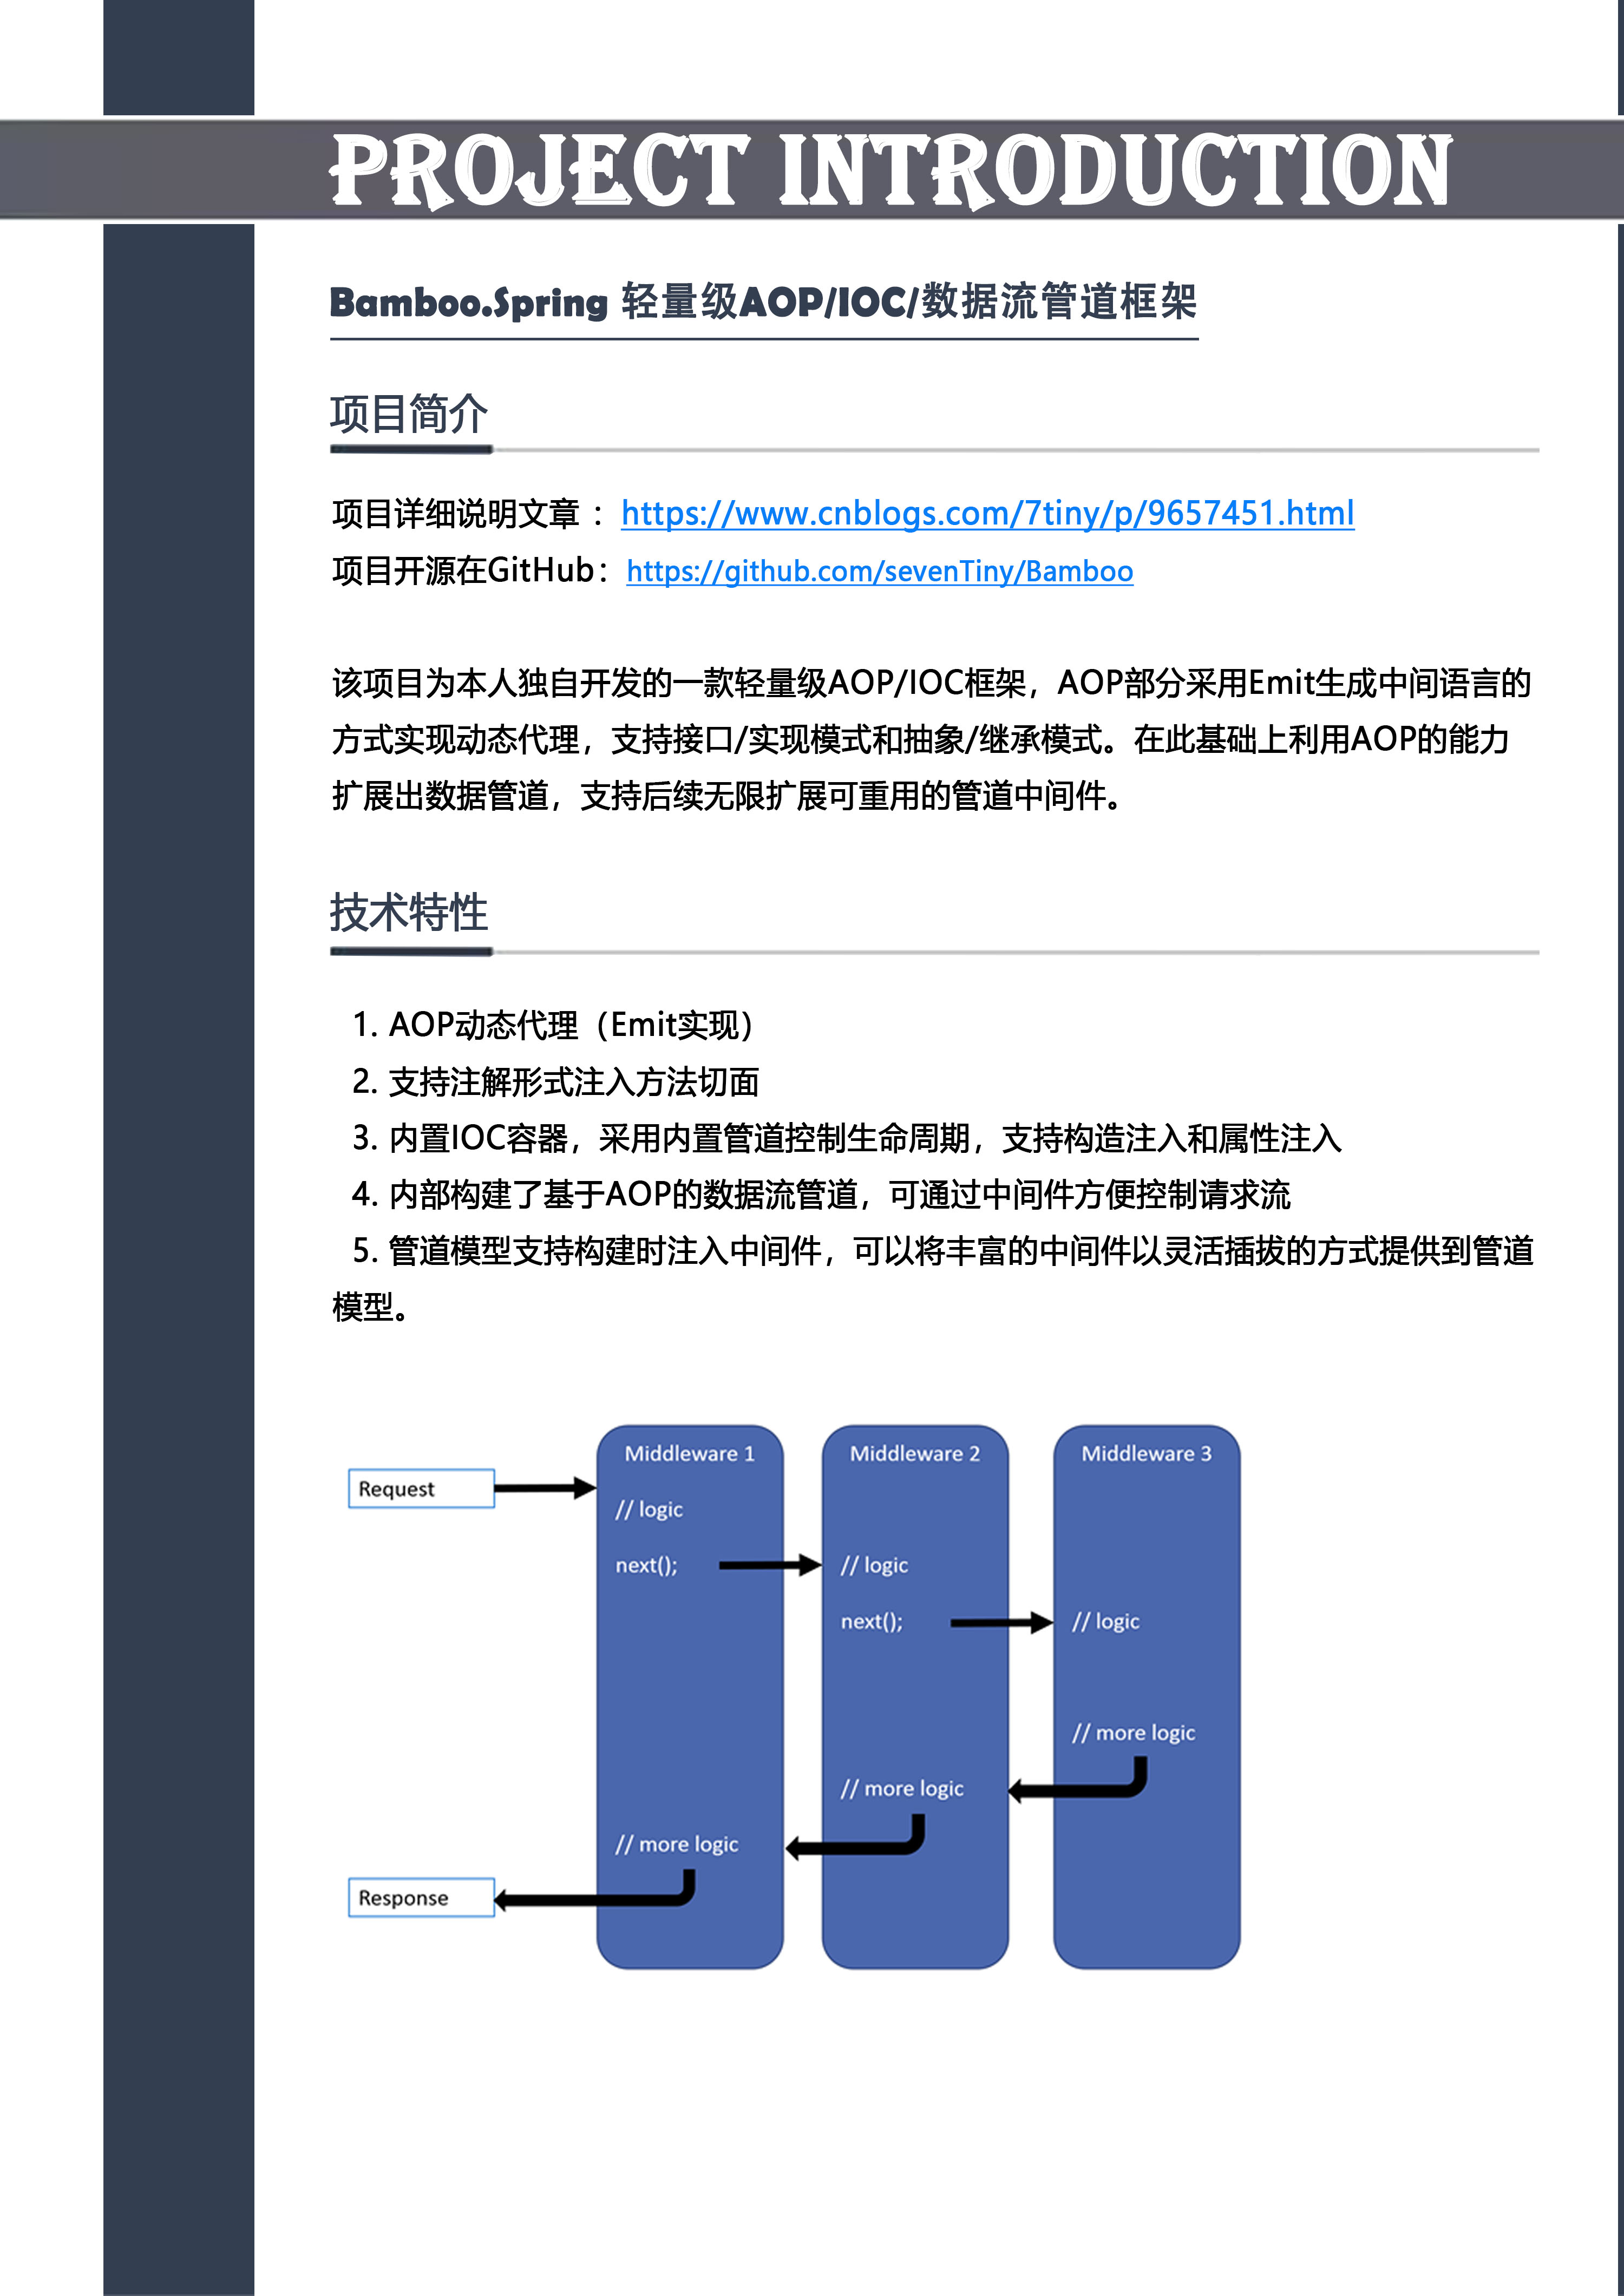 PROJECT INTRODUCTION
Bamboo.Spring 轻量级AOP/IOC/数据流管道框架
项目简介
项目详细说明文章 ： https://www.cnblogs.com/7tiny/p/9657451.html
项目开源在GitHub： https://github.com/sevenTiny/Bamboo
该项目为本人独自开发的一款轻量级AOP/IOC框架，AOP部分采用Emit生成中间语言的
方式实现动态代理，支持接口/实现模式和抽象/继承模式。在此基础上利用AOP的能力
扩展出数据管道，支持后续无限扩展可重用的管道中间件。
技术特性
1. AOP动态代理（Emit实现）
2. 支持注解形式注入方法切面
3. 内置IOC容器，采用内置管道控制生命周期，支持构造注入和属性注入
4. 内部构建了基于AOP的数据流管道，可通过中间件方便控制请求流
5. 管道模型支持构建时注入中间件，可以将丰富的中间件以灵活插拔的方式提供到管道
模型。
Middleware 1
Middleware 2
Middleware 3
Request
// logic
next();
// logic
next();
// logic
// more logic
// more logic
// more logic
Response